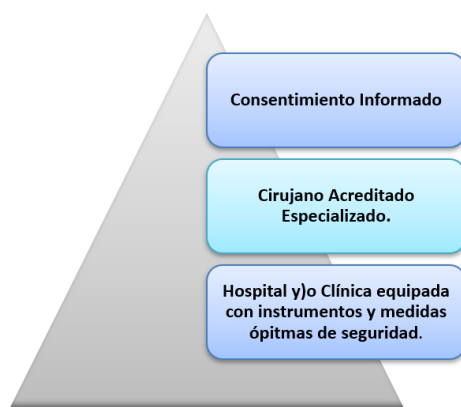 Consentimiento Informado
Cirujano Acreditado
Especializado.
Hospital y)o Clínica equipada
con instrumentos y medidas
ópitmas de seguridad.